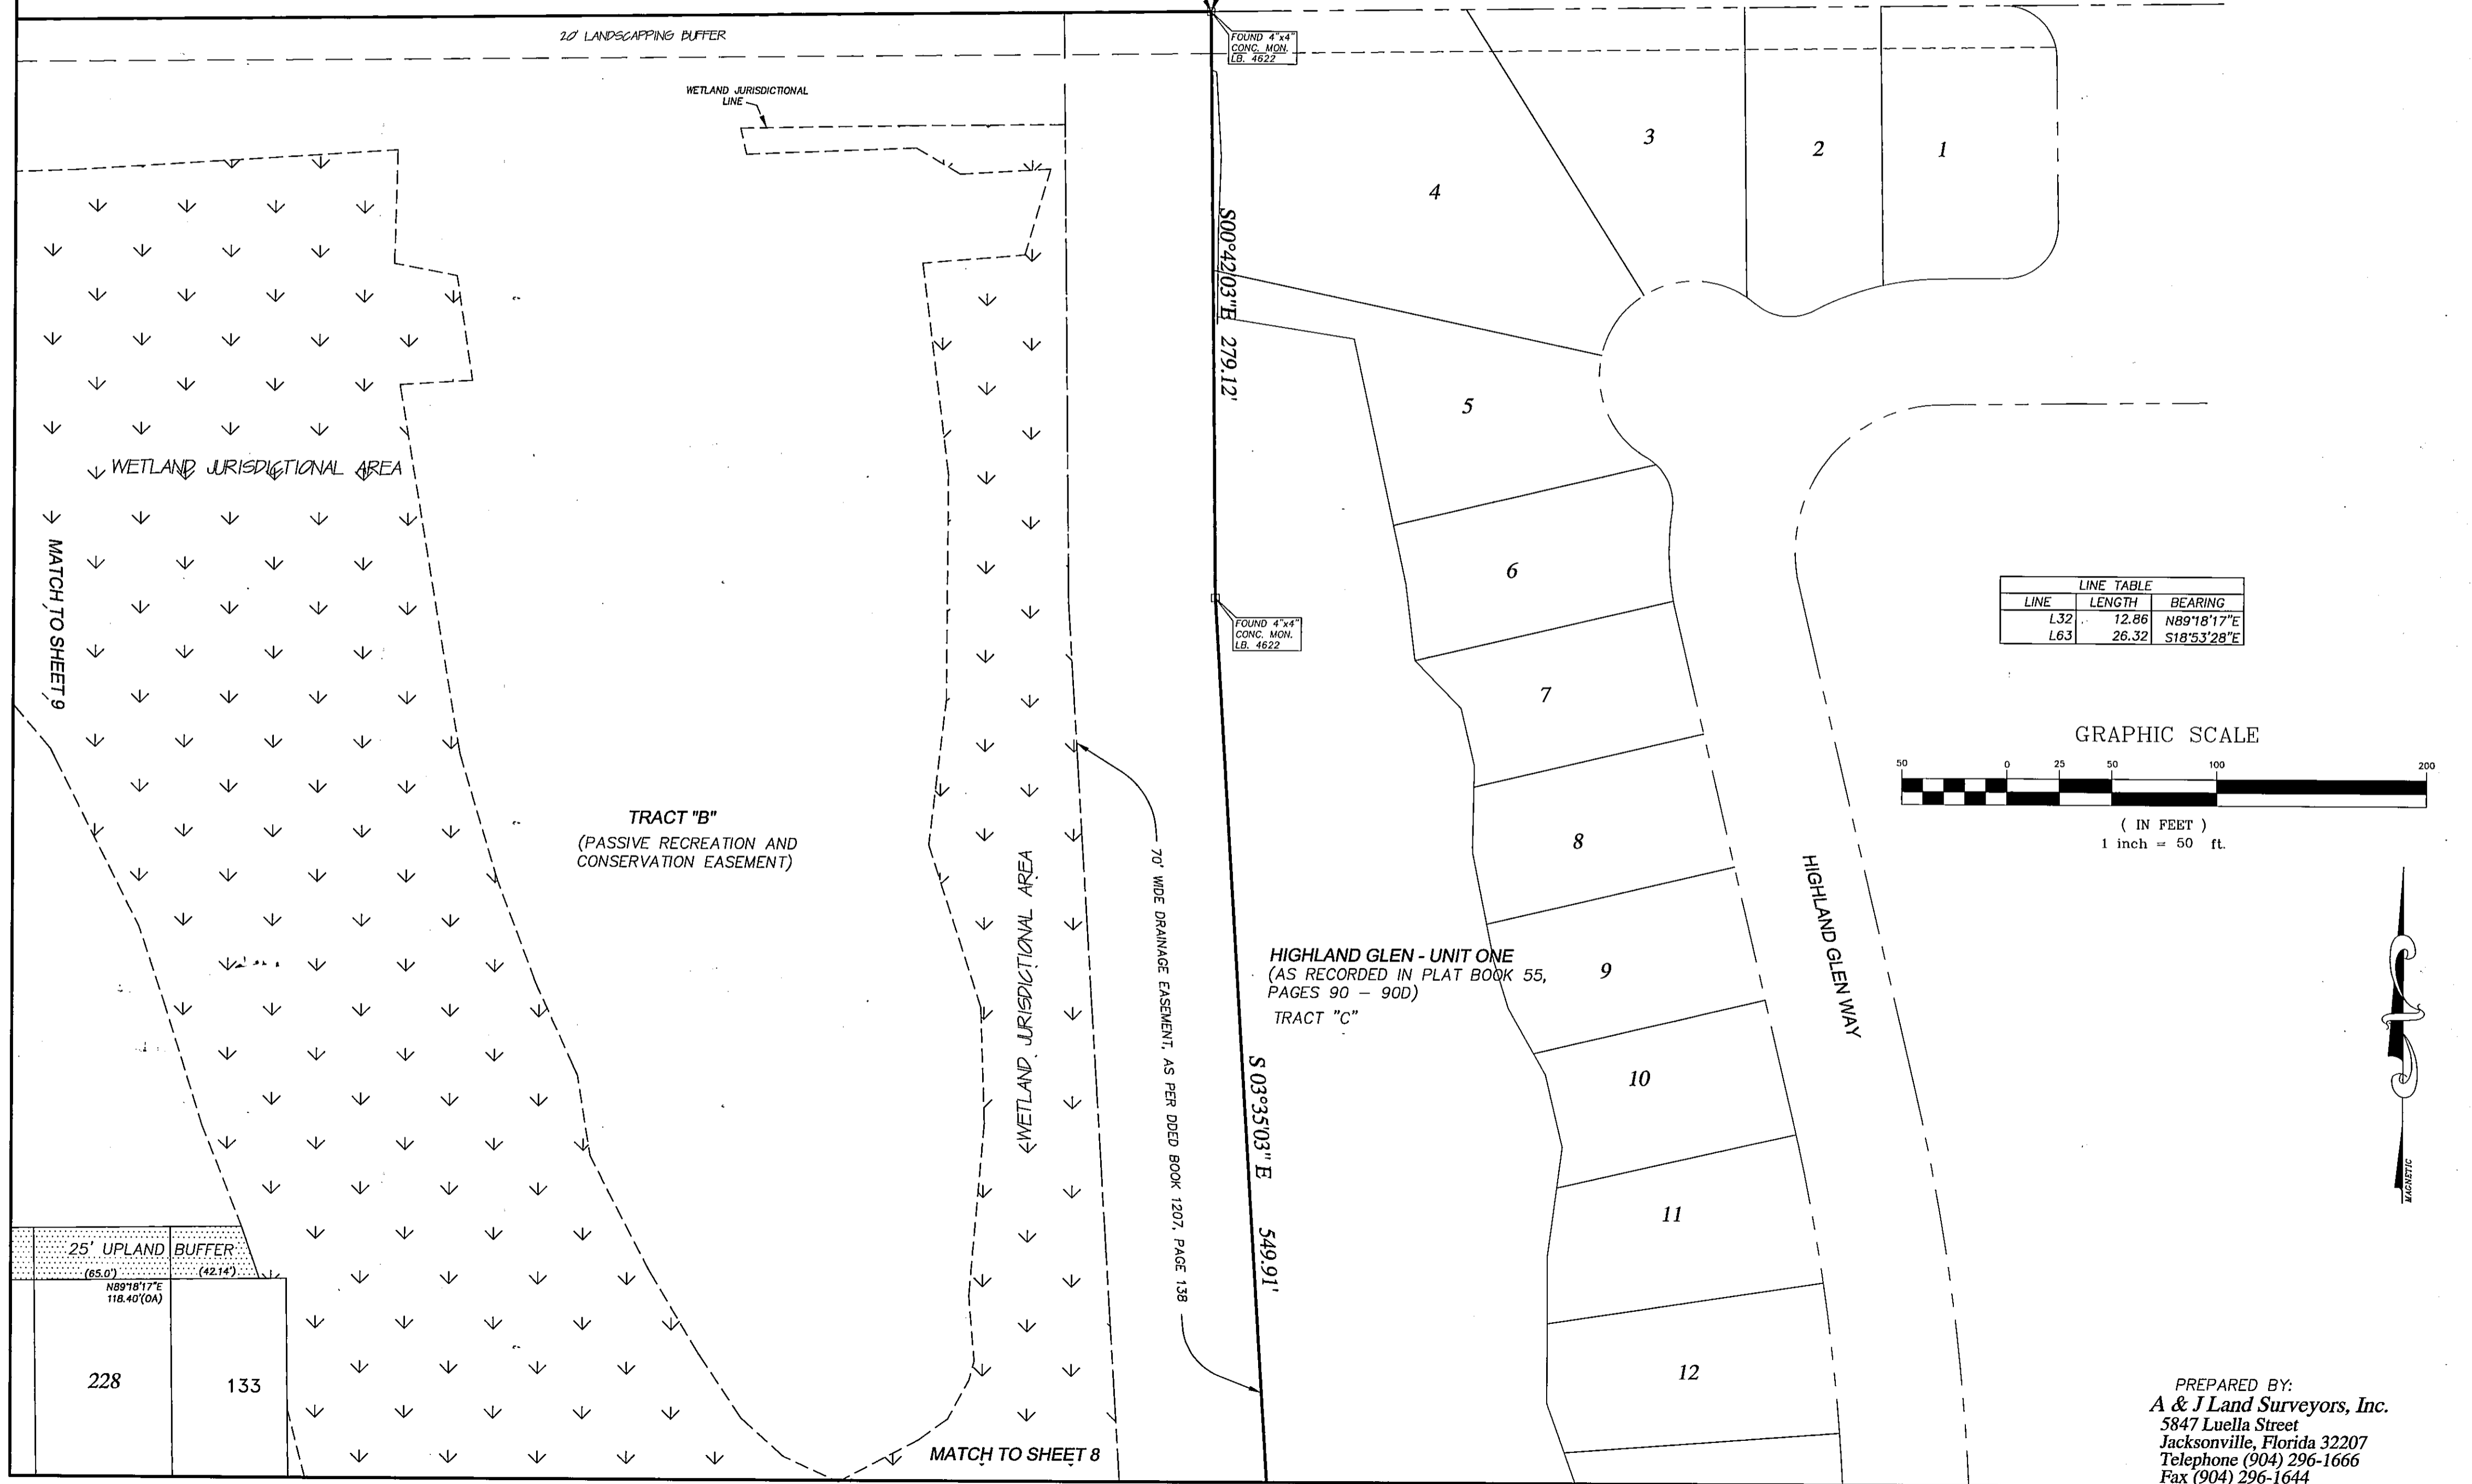 20' LANDSCAPPING BUFFER
FOUND 4"x4"
CONC. MON.
LB. 4622
WETLAND JURISDICTIONAL
LINE
3
2
1
4
S00°42'03"E 279.12'
5
WETLAND JURISDICTIONAL AREA
MATCH TO SHEET 9
6
FOUND 4"x4"
CONC. MON.
LB. 4622
LINE TABLE
LINE LENGTH BEARING
L32 12.86 N89°18'17"E
L63 26.32 S18°53'28"E
7
GRAPHIC SCALE
50 0 25 50 100 200
( IN FEET )
1 inch = 50 ft.
TRACT "B"
(PASSIVE RECREATION AND
CONSERVATION EASEMENT)
8
WETLAND JURISDICTIONAL AREA
70' WIDE DRAINAGE EASEMENT, AS PER DDED BOOK 1207, PAGE 138
HIGHLAND GLEN WAY
HIGHLAND GLEN - UNIT ONE
(AS RECORDED IN PLAT BOOK 55,
PAGES 90 – 90D)
TRACT "C"
9
S 03°35'03" E 549.91'
10
MAGNETIC
11
25' UPLAND BUFFER
(65.0') (42.14')
N89°18'17"E
118.40'(OA)
228
133
12
MATCH TO SHEET 8
PREPARED BY:
A & J Land Surveyors, Inc.
5847 Luella Street
Jacksonville, Florida 32207
Telephone (904) 296-1666
Fax (904) 296-1644